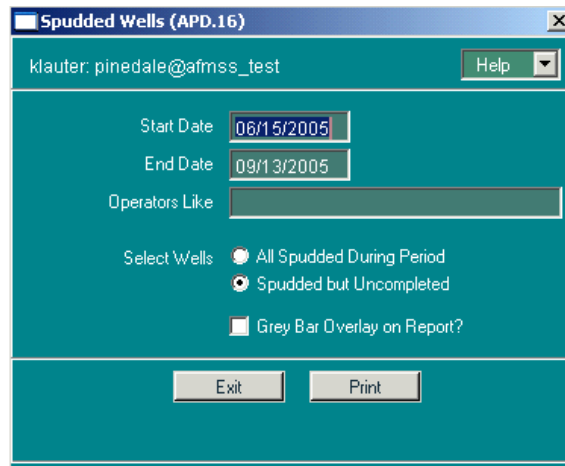 Spudded Wells (APD.16)
klauter: pinedale@afmss_test
Help
Start Date 06/15/2005
End Date 09/13/2005
Operators Like
Select Wells All Spudded During Period
Spudded but Uncompleted
Grey Bar Overlay on Report?
Exit Print